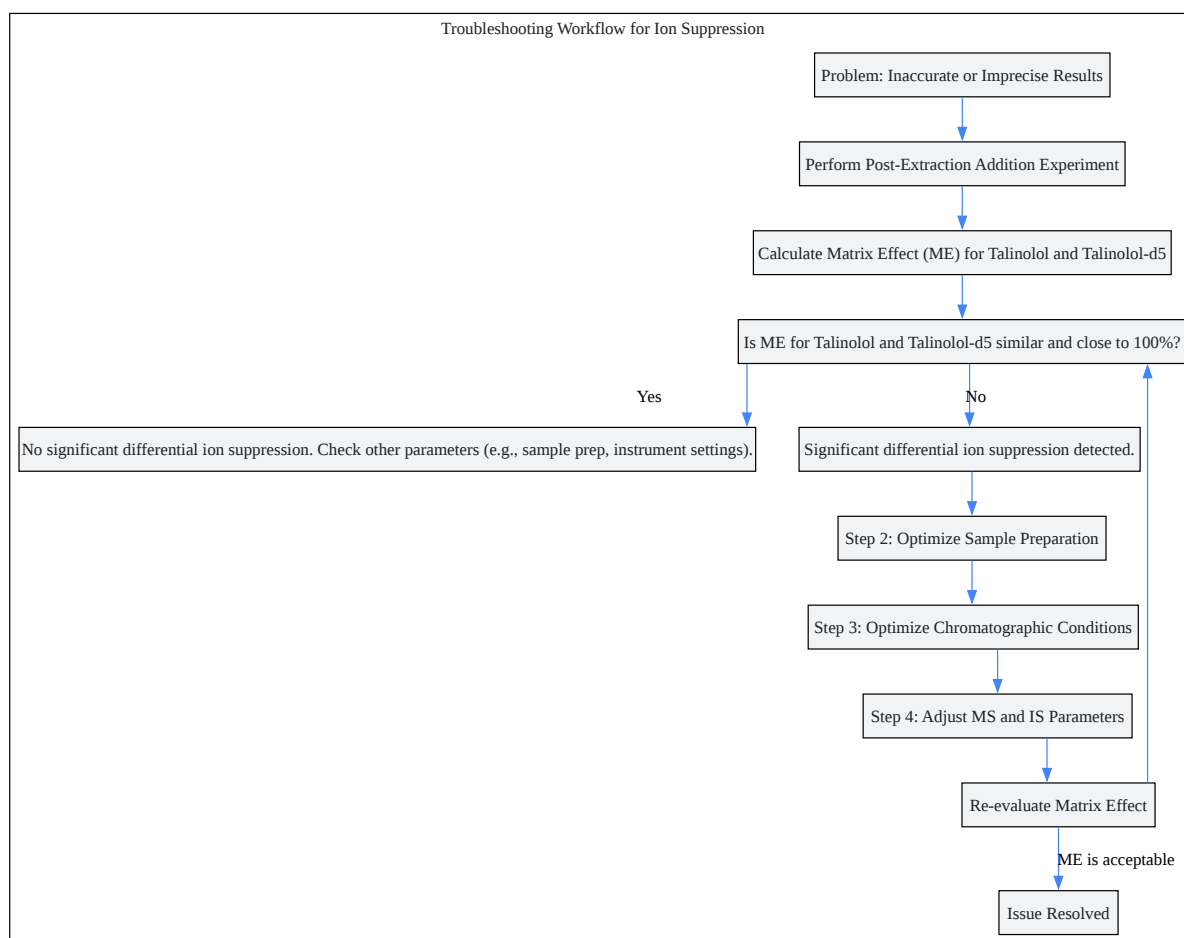 Troubleshooting Workflow for Ion Suppression
Problem: Inaccurate or Imprecise Results
Perform Post-Extraction Addition Experiment
Calculate Matrix Effect (ME) for Talinolol and Talinolol-d5
Is ME for Talinolol and Talinolol-d5 similar and close to 100%?
Yes
No
No significant differential ion suppression. Check other parameters (e.g., sample prep, instrument settings).
Significant differential ion suppression detected.
Step 2: Optimize Sample Preparation
Step 3: Optimize Chromatographic Conditions
Step 4: Adjust MS and IS Parameters
Re-evaluate Matrix Effect
ME is acceptable
Issue Resolved